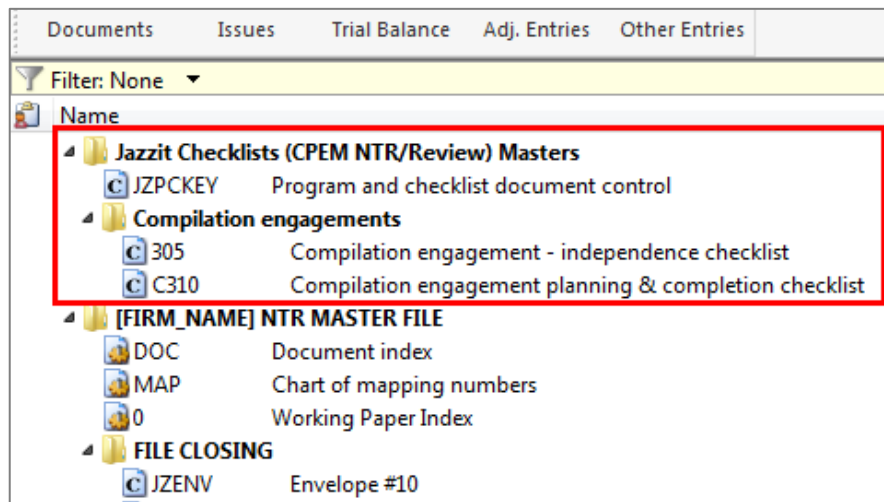 Documents Issues Trial Balance Adj. Entries Other Entries
Filter: None
Name
Jazzit Checklists (CPEM NTR/Review) Masters
JZPCKEY Program and checklist document control
Compilation engagements
305 Compilation engagement - independence checklist
C310 Compilation engagement planning & completion checklist
[FIRM_NAME] NTR MASTER FILE
DOC Document index
MAP Chart of mapping numbers
0 Working Paper Index
FILE CLOSING
JZENV Envelope #10